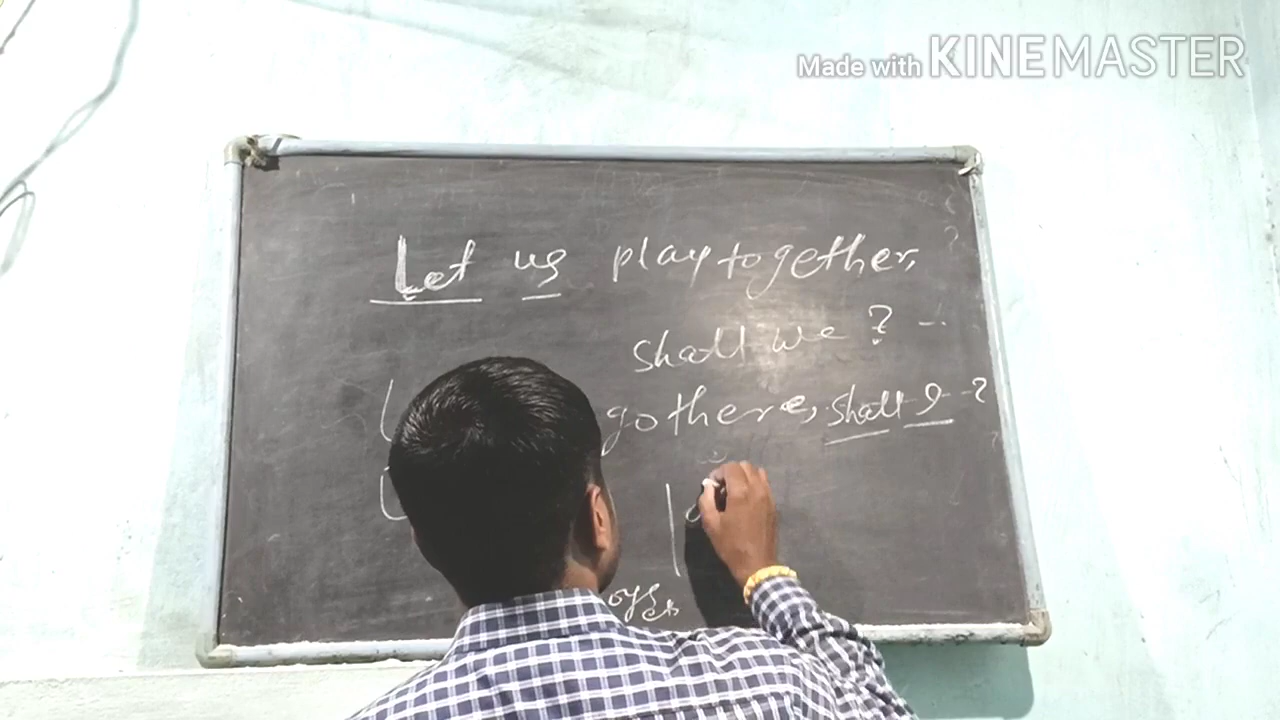 Made with KINEMASTER
Let us play together,
shall we ?
go there, shall I - ?